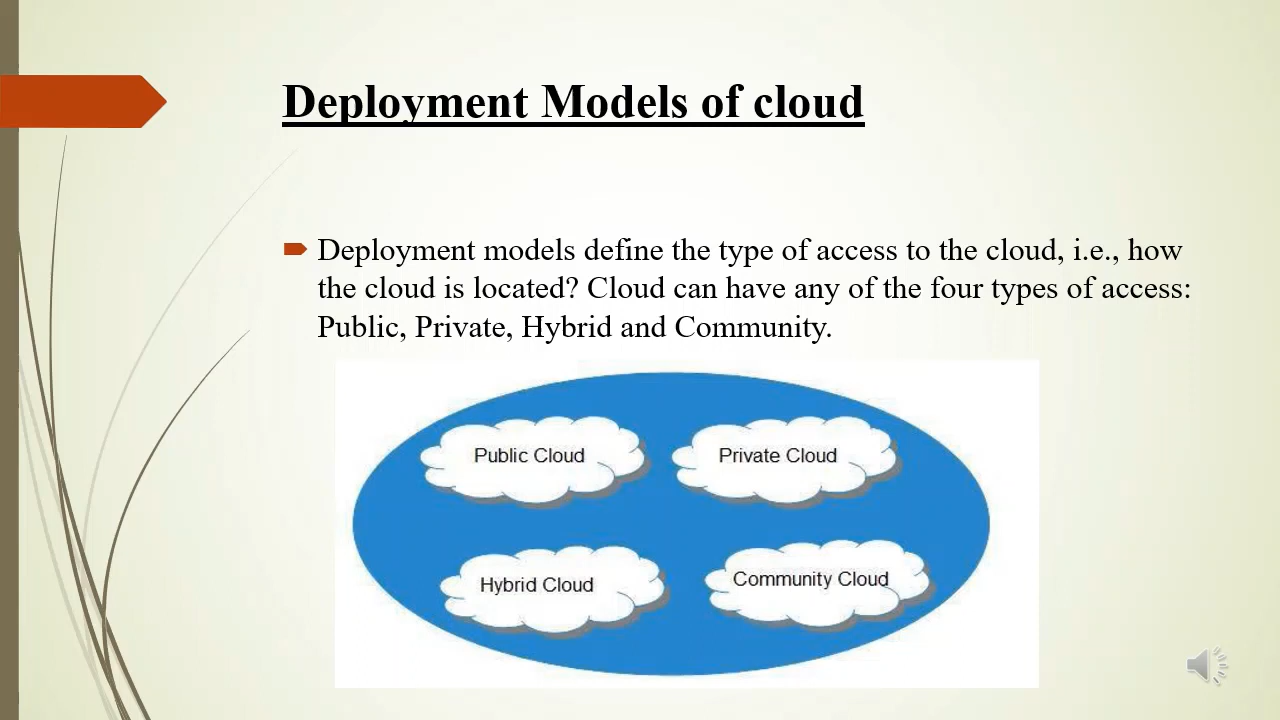 Deployment Models of cloud
Deployment models define the type of access to the cloud, i.e., how
the cloud is located? Cloud can have any of the four types of access:
Public, Private, Hybrid and Community.
Public Cloud
Private Cloud
Hybrid Cloud
Community Cloud